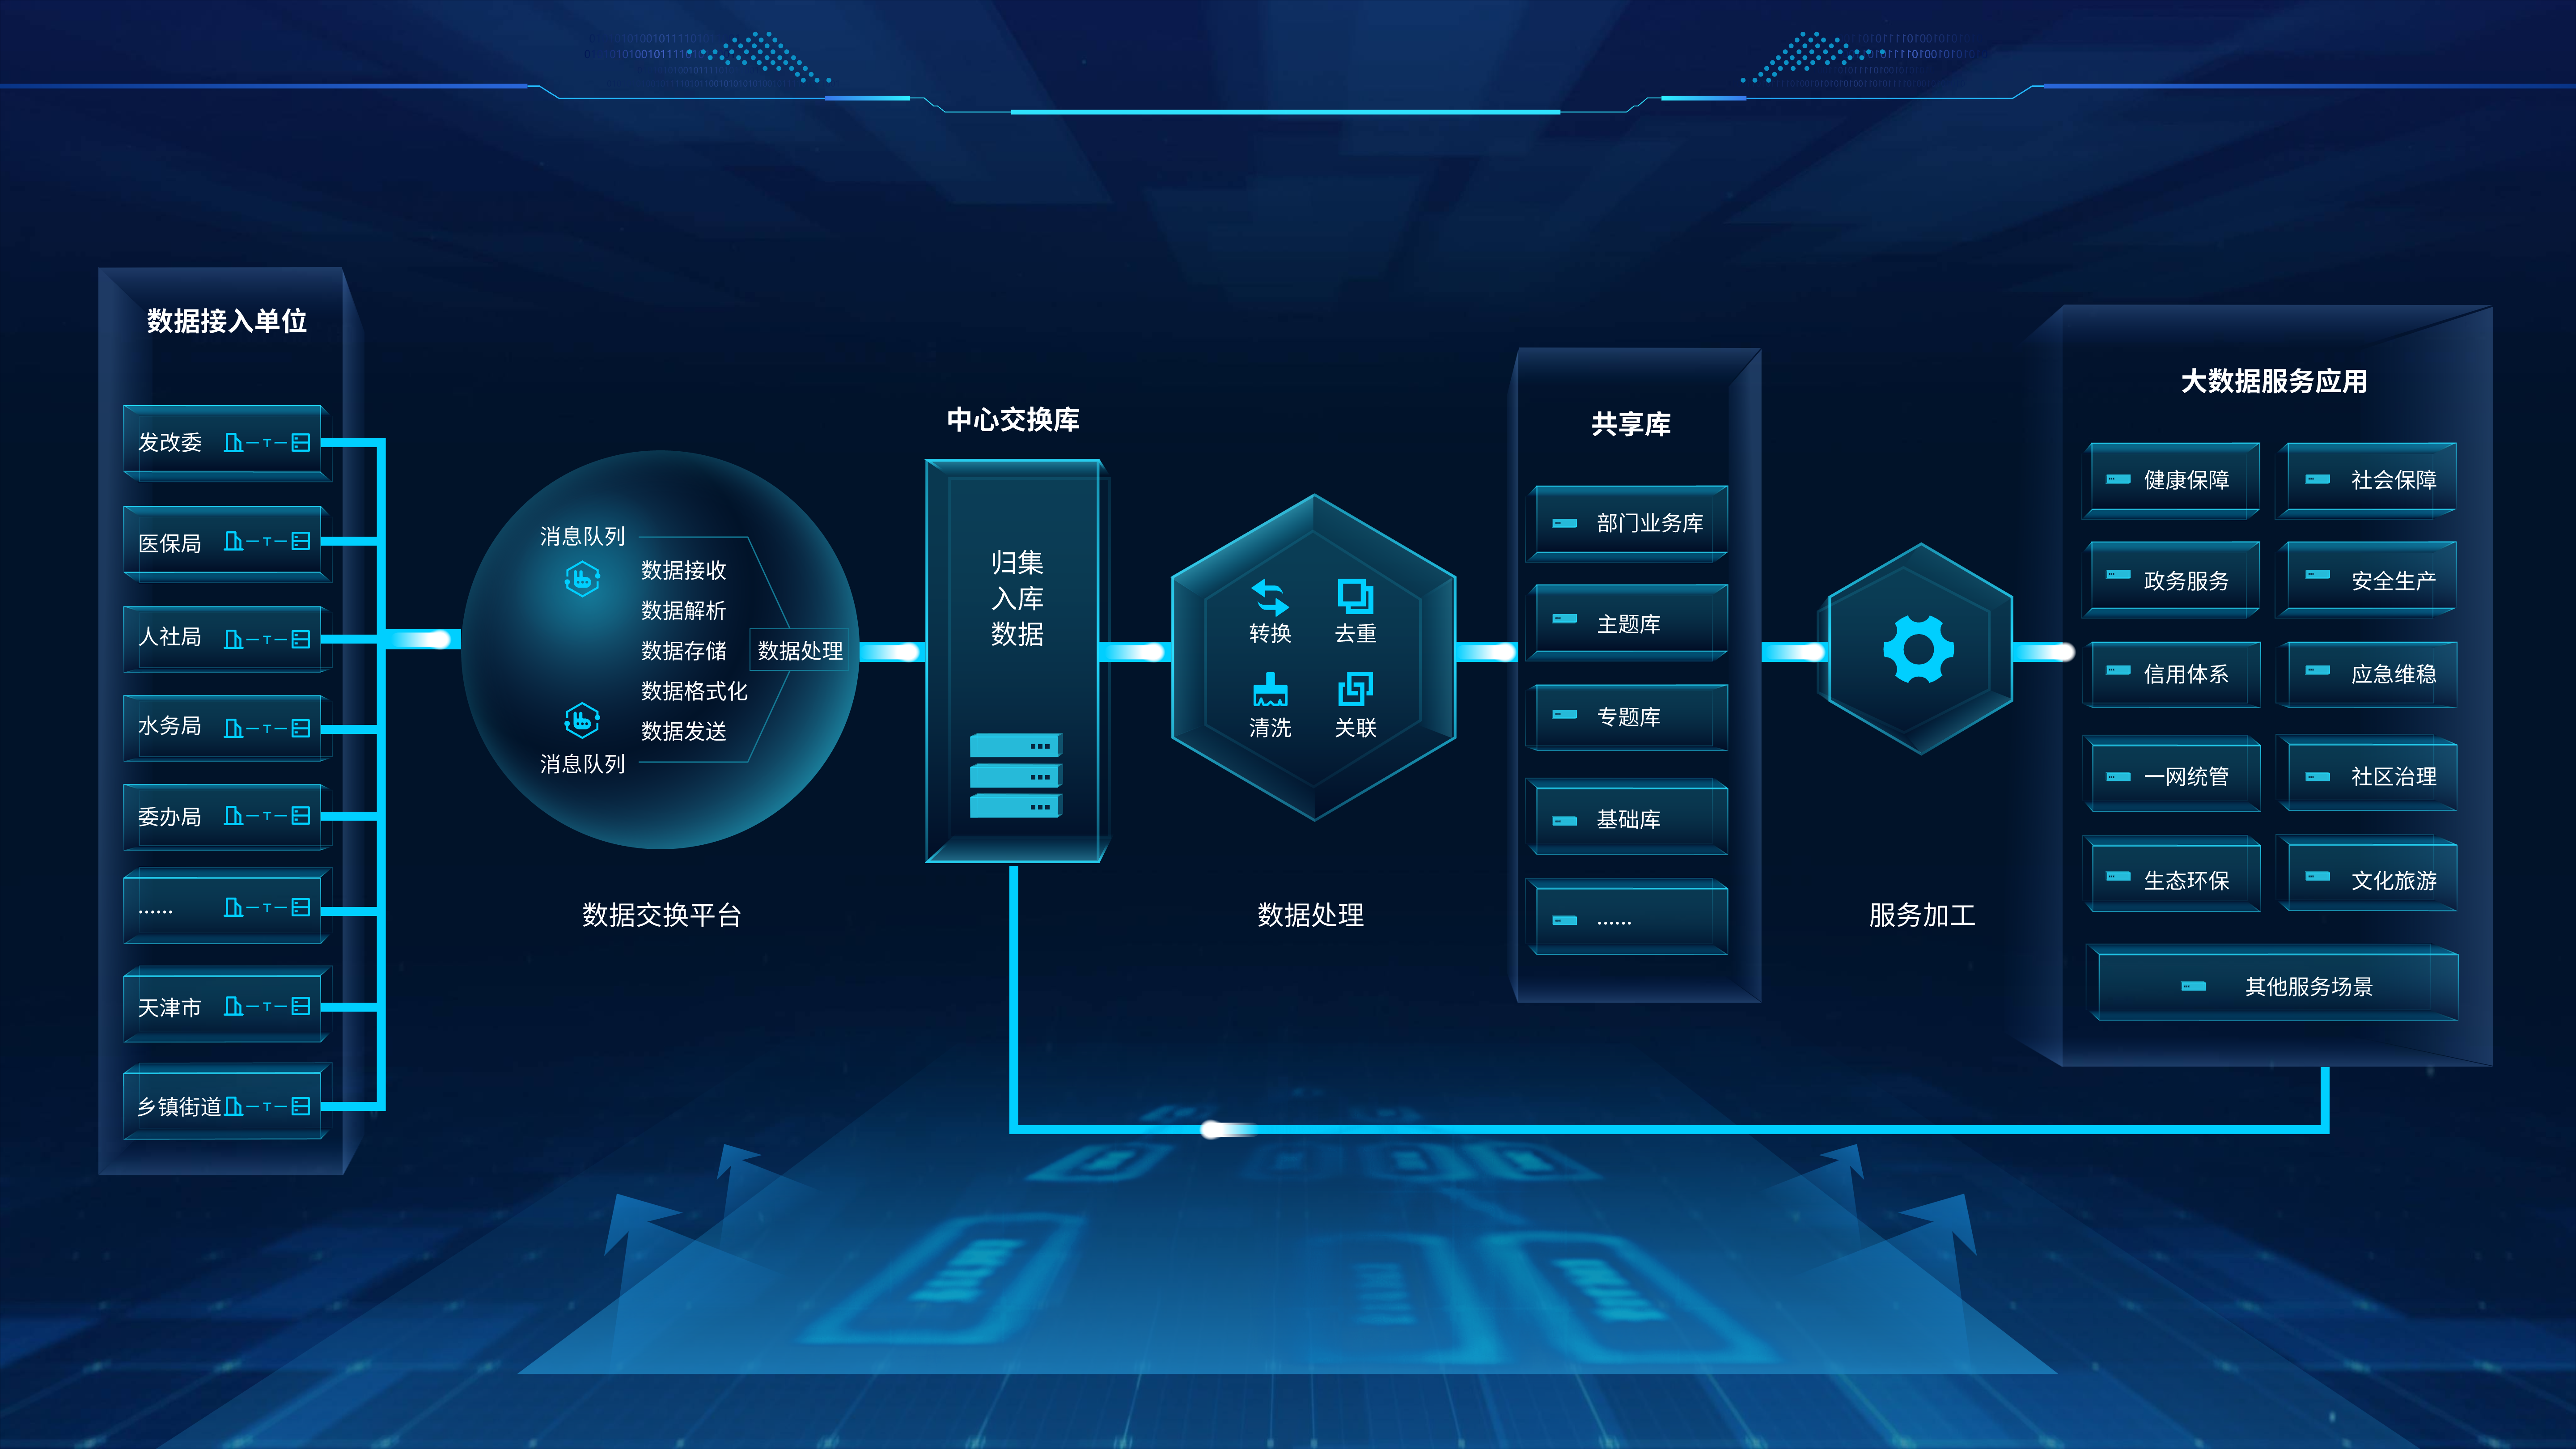 数据接入单位
发改委
医保局
人社局
水务局
委办局
......
天津市
乡镇街道
消息队列
数据接收
数据解析
数据存储
数据格式化
数据发送
消息队列
数据处理
数据交换平台
中心交换库
归集
入库
数据
转换
去重
清洗
关联
数据处理
共享库
部门业务库
主题库
专题库
基础库
......
服务加工
大数据服务应用
健康保障
社会保障
政务服务
安全生产
信用体系
应急维稳
一网统管
社区治理
生态环保
文化旅游
其他服务场景